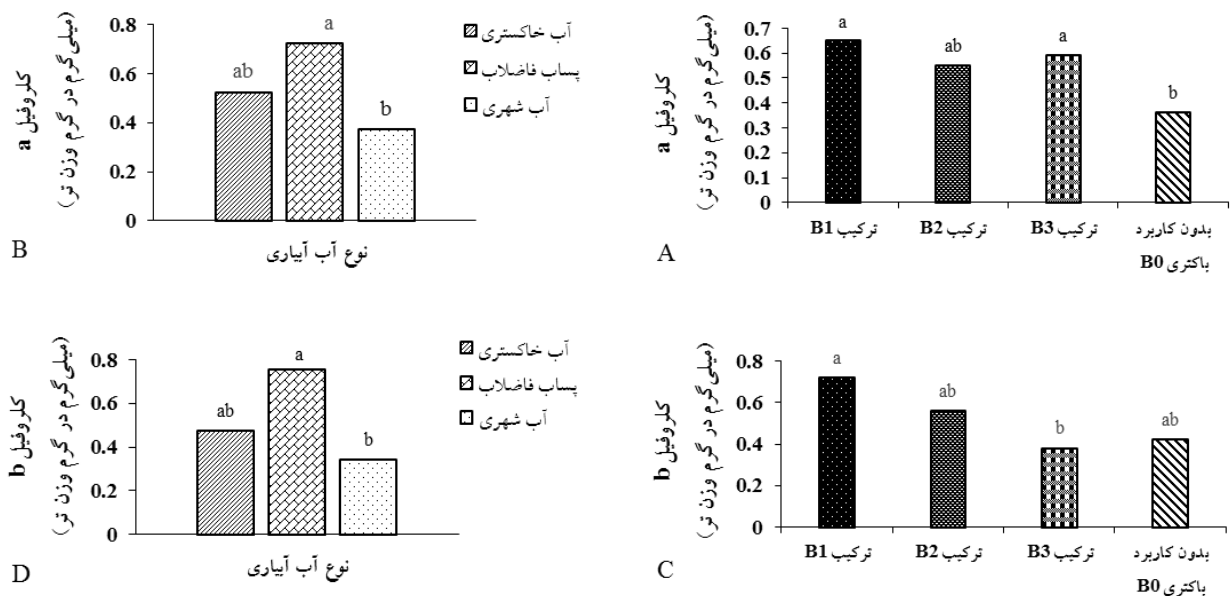 کلروفیل a
(میلی گرم در گرم وزن تر)
0.8
0.6
0.4
0.2
0
ab
a
b
آب خاکستری
پساب فاضلاب
آب شهری
نوع آب آبیاری
B
کلروفیل a
(میلی گرم در گرم وزن تر)
0.7
0.6
0.5
0.4
0.3
0.2
0.1
0
a
ab
a
b
ترکیب B1
ترکیب B2
ترکیب B3
بدون کاربرد
باکتری B0
A
کلروفیل b
(میلی گرم در گرم وزن تر)
0.8
0.6
0.4
0.2
0
ab
a
b
آب خاکستری
پساب فاضلاب
آب شهری
نوع آب آبیاری
D
کلروفیل b
(میلی گرم در گرم وزن تر)
0.8
0.6
0.4
0.2
0
a
ab
b
ab
ترکیب B1
ترکیب B2
ترکیب B3
بدون کاربرد
باکتری B0
C